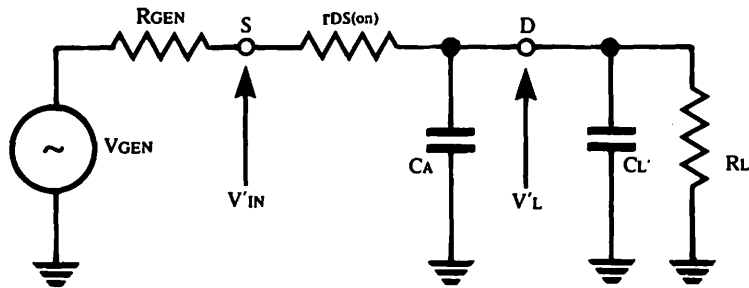 RGEN
S
rDS(on)
D
~
VGEN
V'IN
CA
V'L
CL'
RL